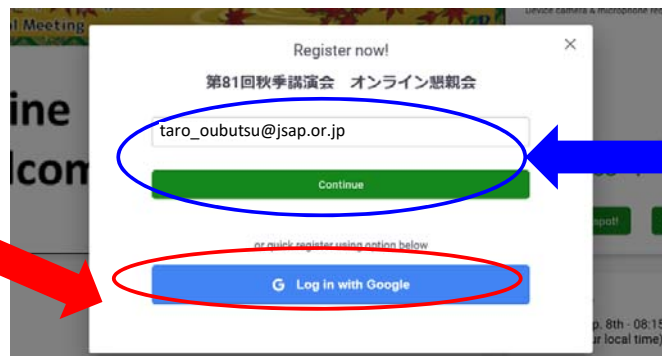 al Meeting
Device camera & microphone re
Register now!
第81回秋季講演会 オンライン懇親会
ine
lcom
taro_oubutsu@jsap.or.jp
Continue
spot!
or quick register using option below
G Log in with Google
p. 8th - 08:15
ur local time)